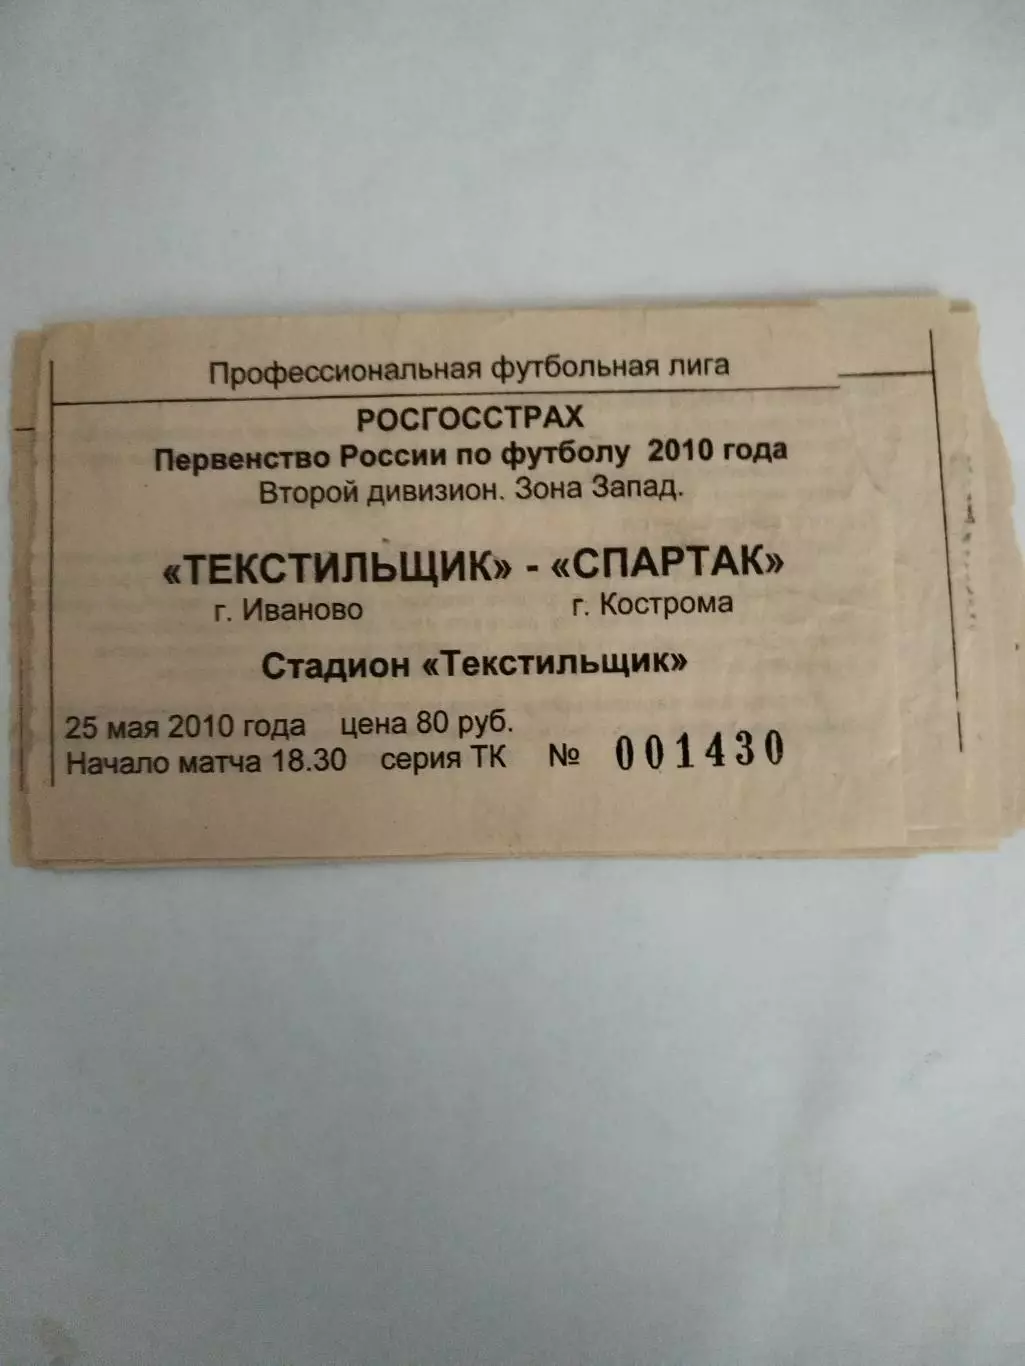 Профессиональная футбольная лига
РОСГОССТРАХ
Первенство России по футболу 2010 года
Второй дивизион. Зона Запад.
«ТЕКСТИЛЬЩИК» - «СПАРТАК»
г. Иваново г. Кострома
Стадион «Текстильщик»
25 мая 2010 года цена 80 руб.
Начало матча 18.30 серия ТК № 001430